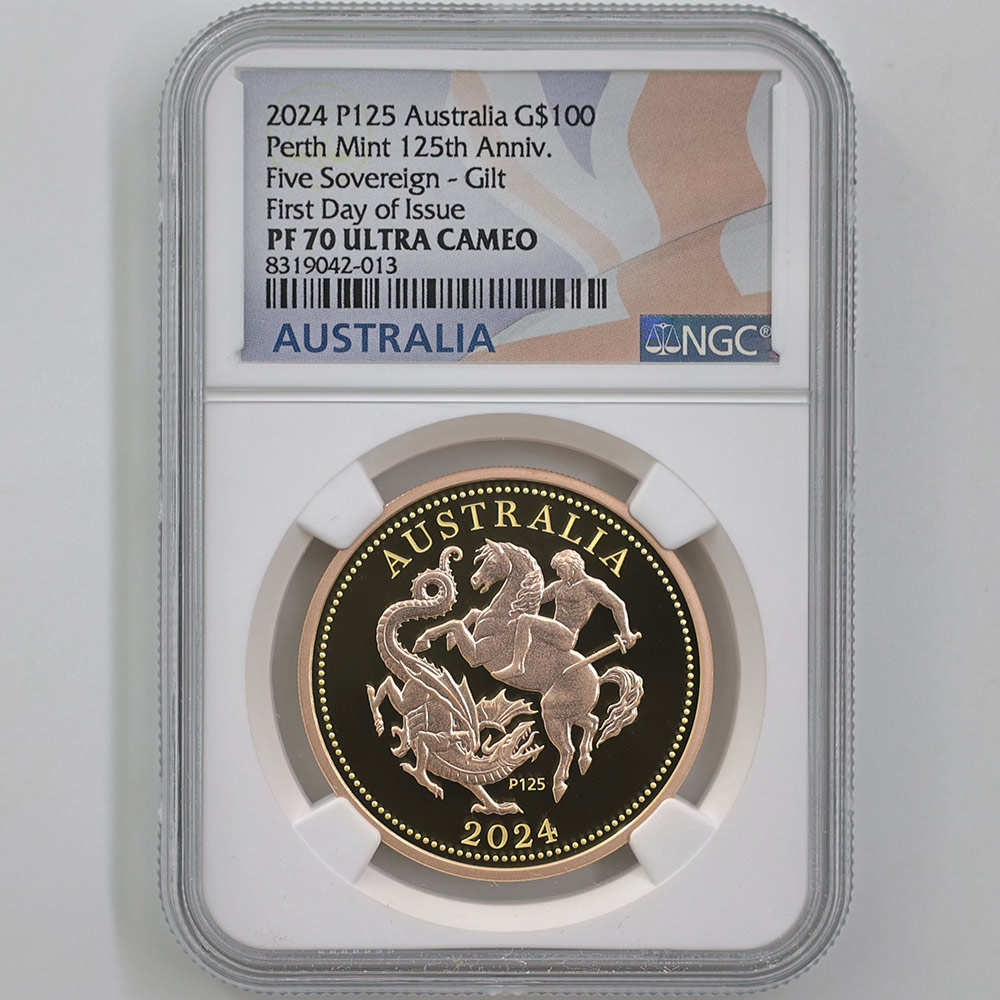 2024 P125 Australia G$100
Perth Mint 125th Anniv.
Five Sovereign - Gilt
First Day of Issue
PF 70 ULTRA CAMEO
8319042-013
AUSTRALIA
NGC®
AUSTRALIA
P125
2024